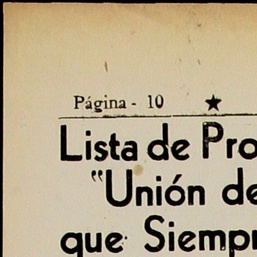 Página - 10 ★
Lista de Pro
"Unión de
que Siempr